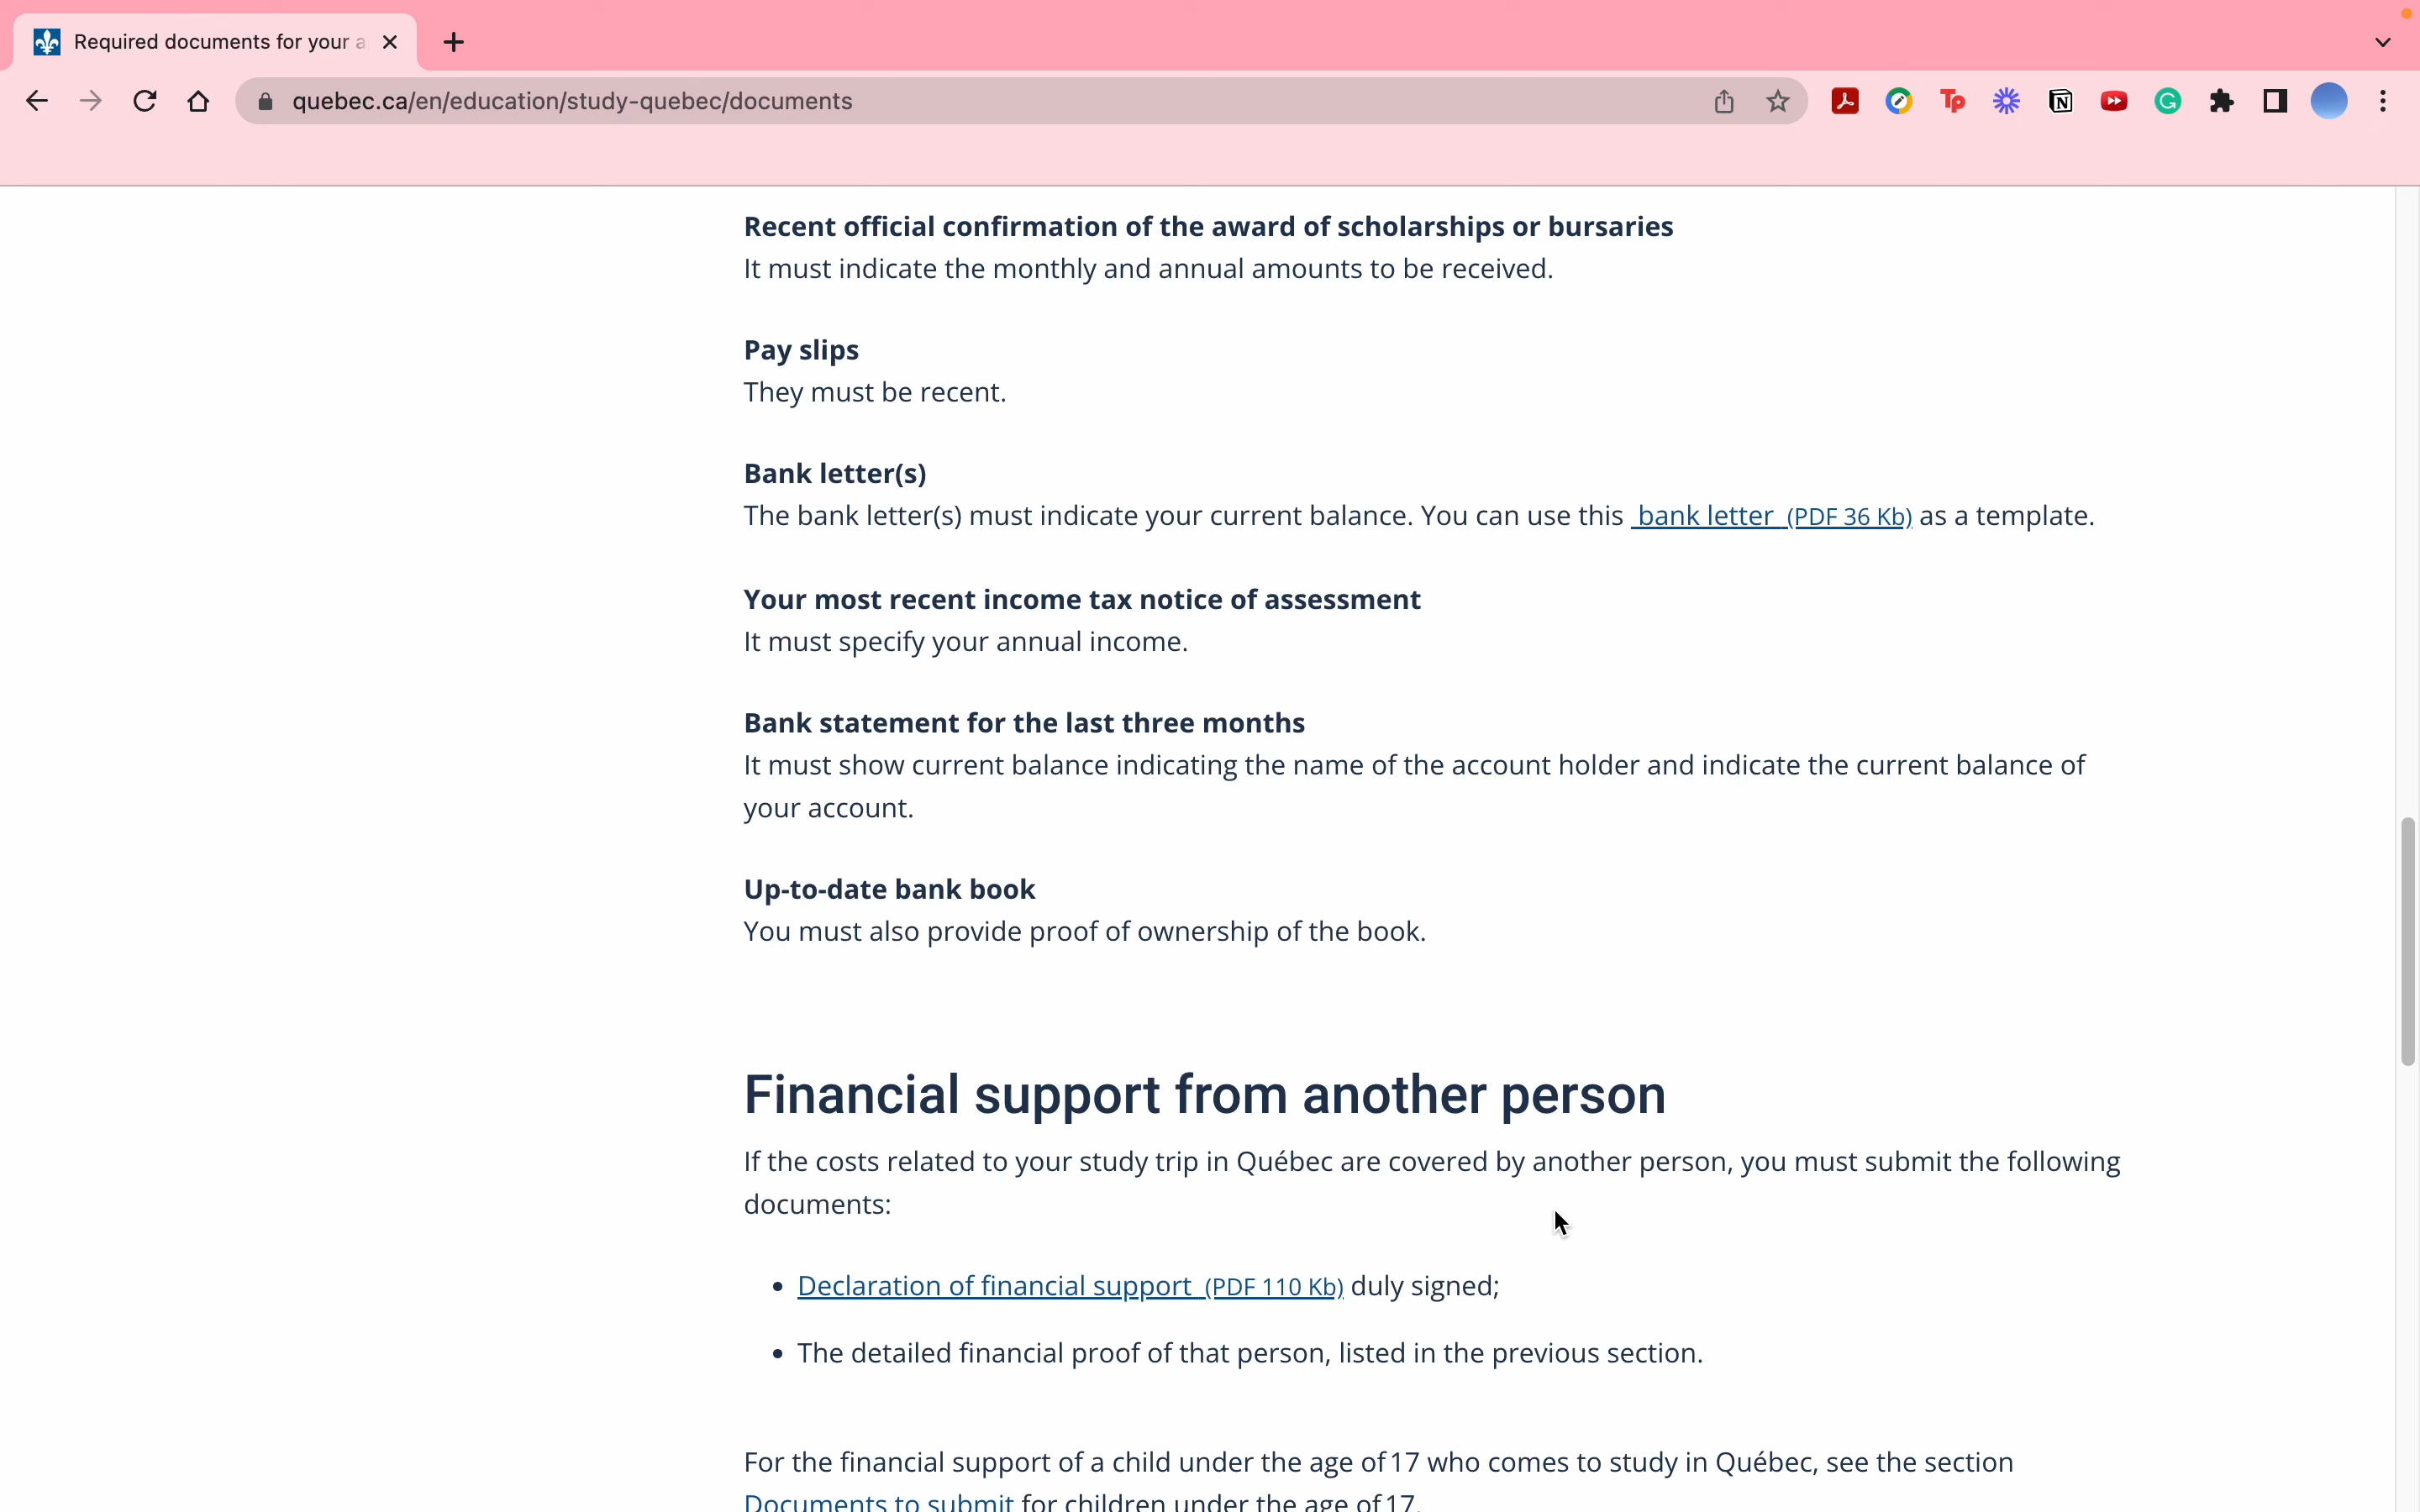 Required documents for your a
quebec.ca/en/education/study-quebec/documents
Recent official confirmation of the award of scholarships or bursaries
It must indicate the monthly and annual amounts to be received.
Pay slips
They must be recent.
Bank letter(s)
The bank letter(s) must indicate your current balance. You can use this bank letter (PDF 36 Kb) as a template.
Your most recent income tax notice of assessment
It must specify your annual income.
Bank statement for the last three months
It must show current balance indicating the name of the account holder and indicate the current balance of
your account.
Up-to-date bank book
You must also provide proof of ownership of the book.
Financial support from another person
If the costs related to your study trip in Québec are covered by another person, you must submit the following
documents:
• Declaration of financial support (PDF 110 Kb) duly signed;
• The detailed financial proof of that person, listed in the previous section.
For the financial support of a child under the age of 17 who comes to study in Québec, see the section
Documents to submit for children under the age of 17.